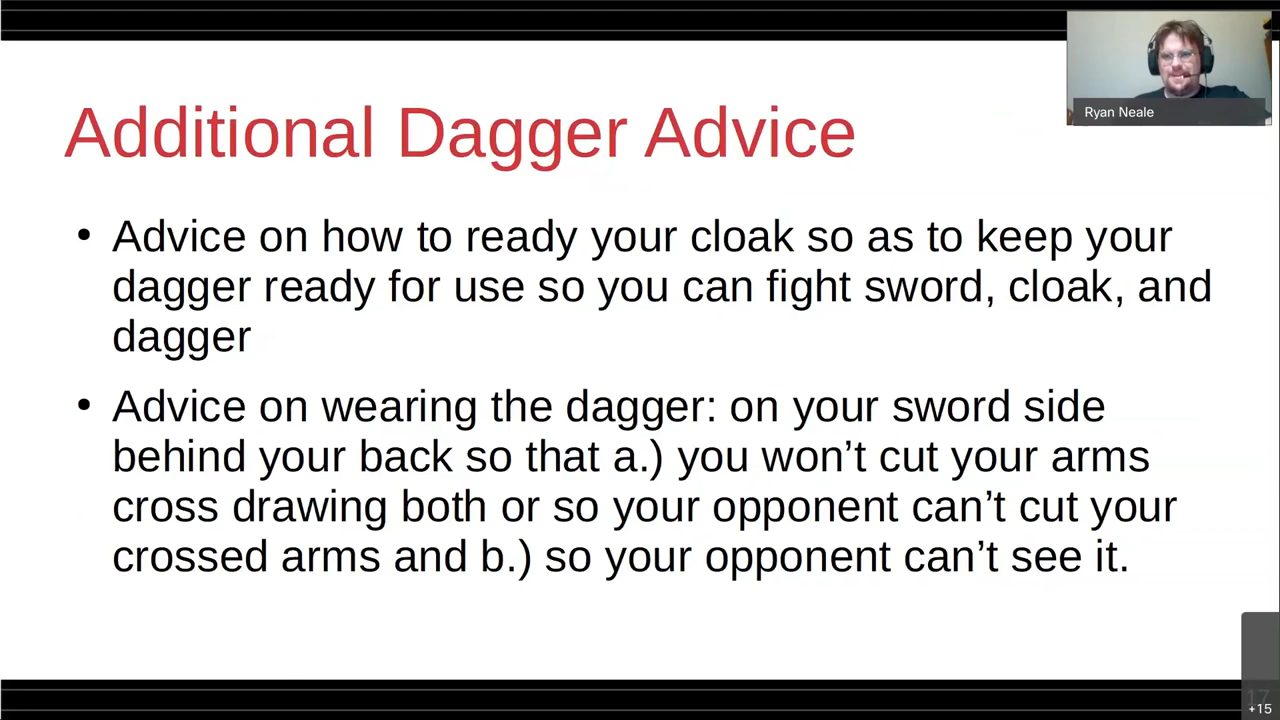 Ryan Neale
Additional Dagger Advice
• Advice on how to ready your cloak so as to keep your
dagger ready for use so you can fight sword, cloak, and
dagger
• Advice on wearing the dagger: on your sword side
behind your back so that a.) you won’t cut your arms
cross drawing both or so your opponent can’t cut your
crossed arms and b.) so your opponent can’t see it.
17
+15